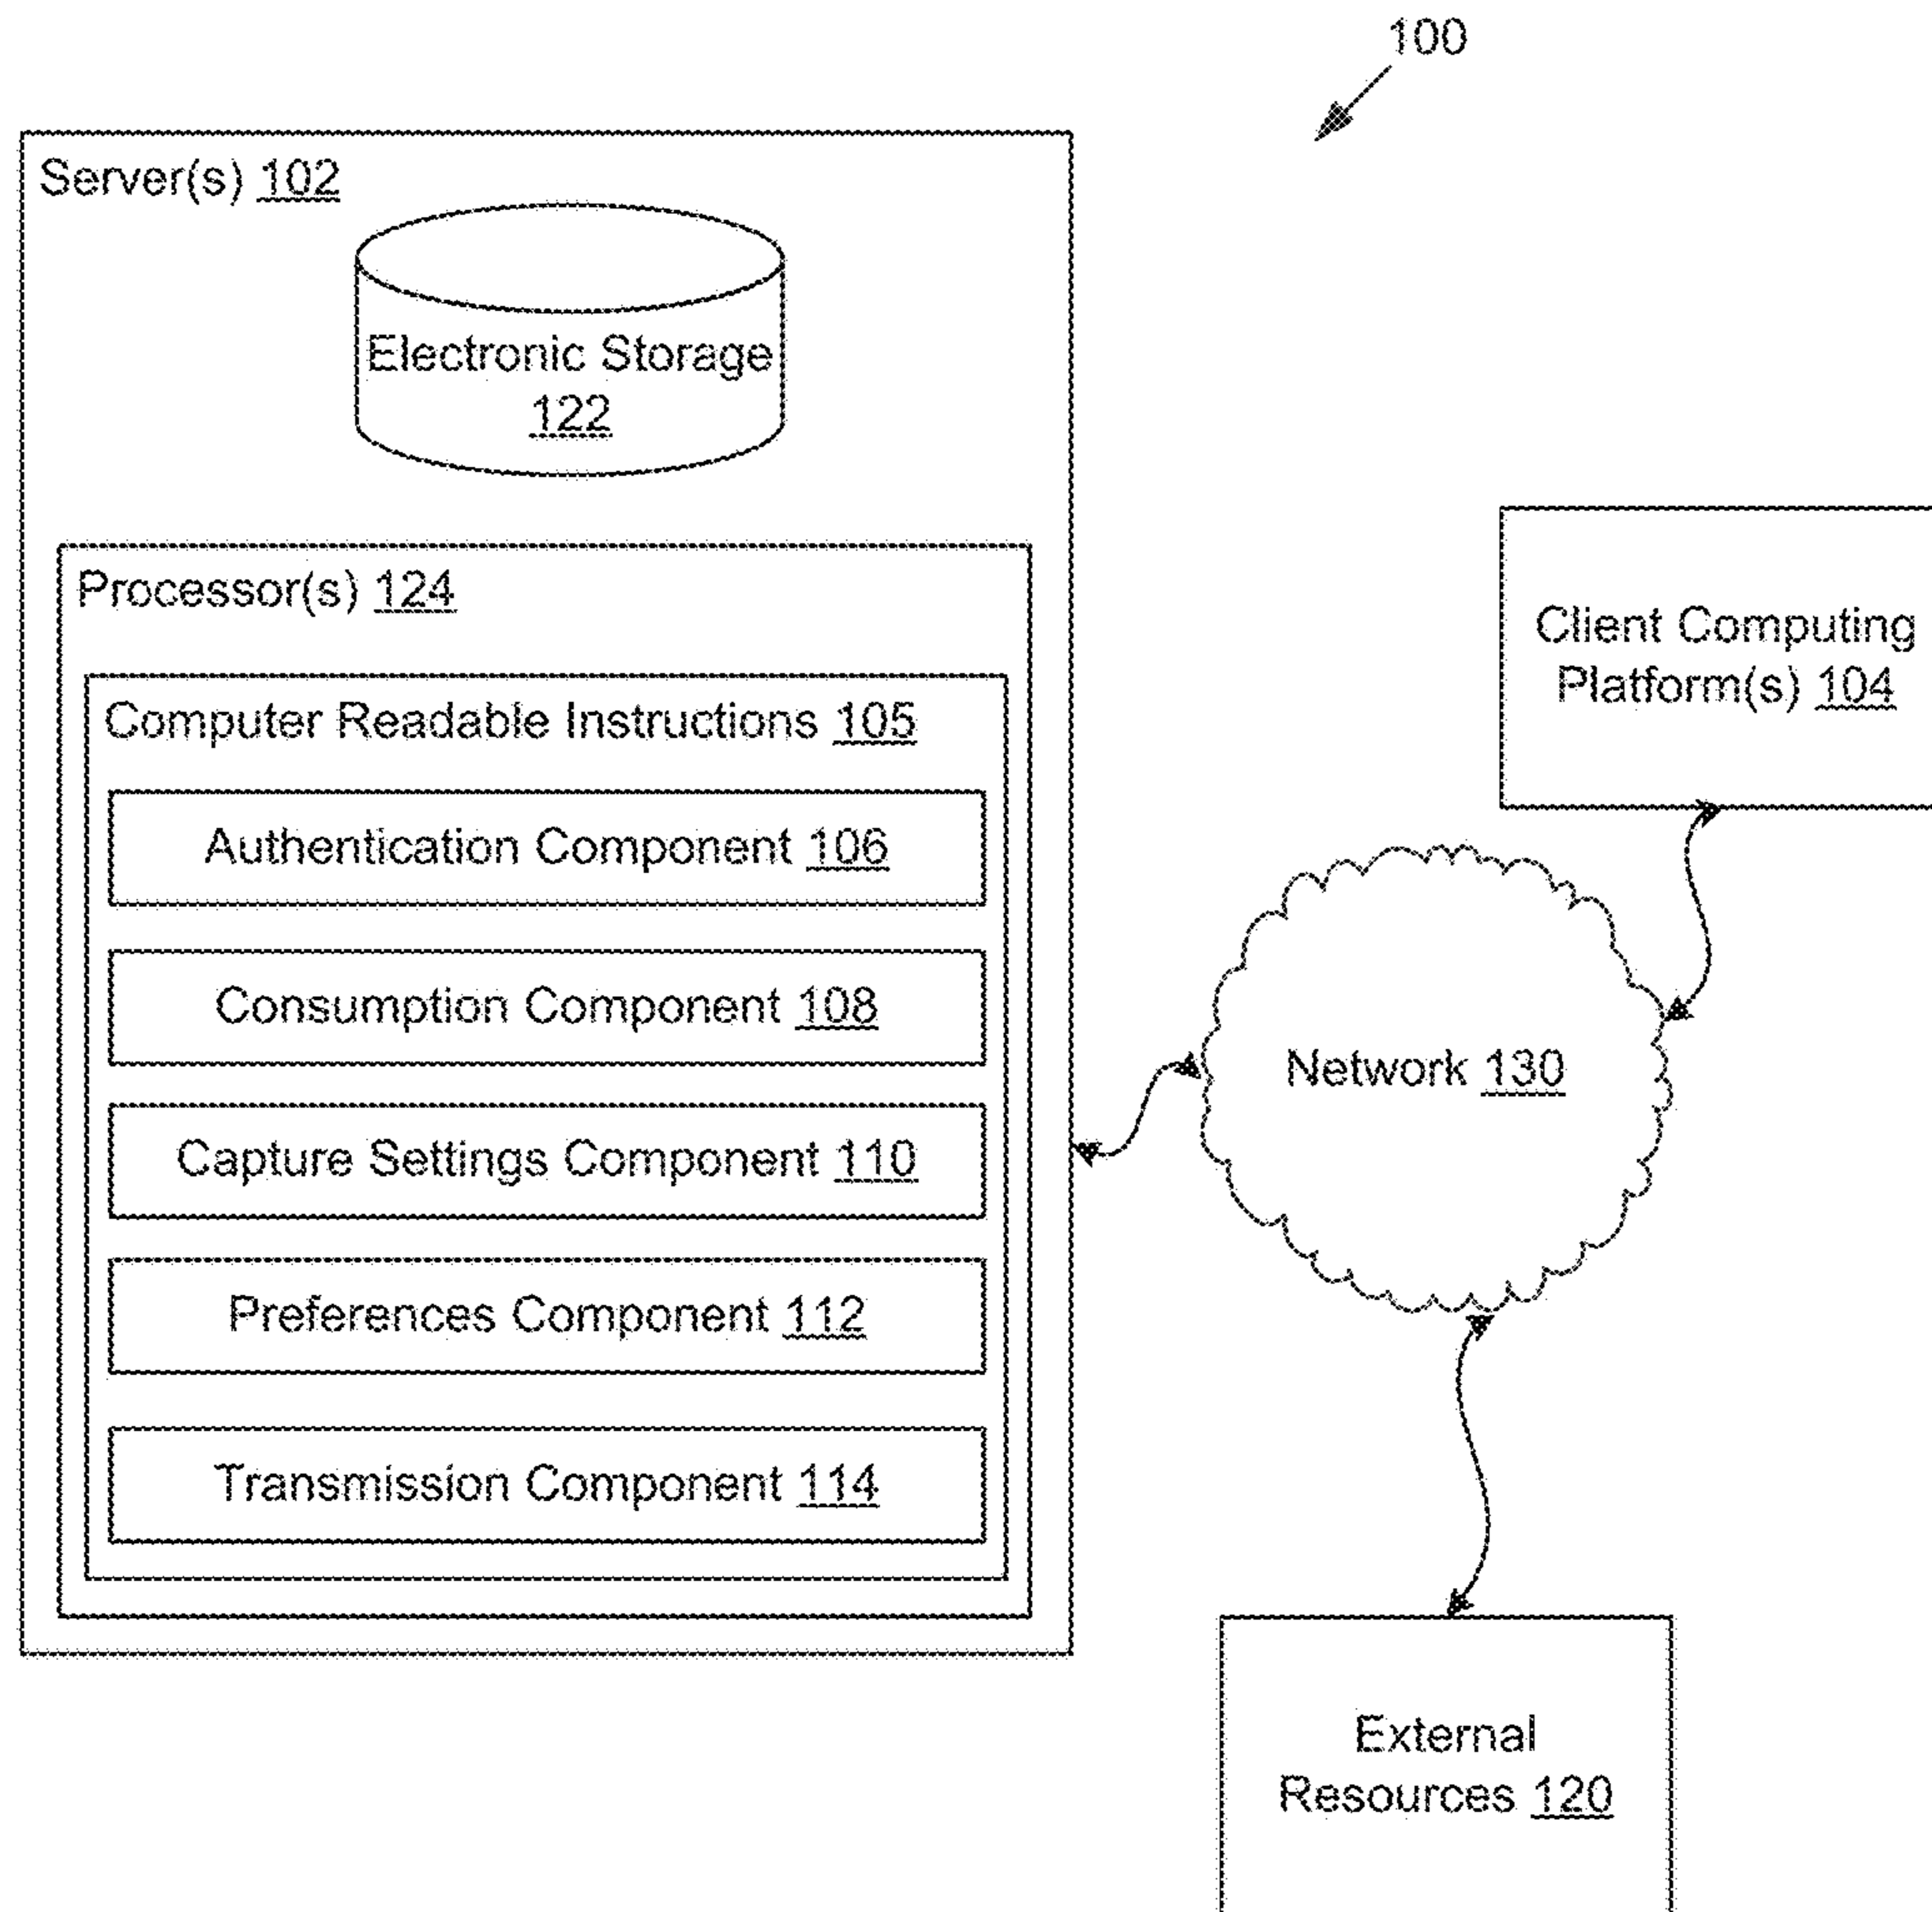 100
Server(s) 102
Electronic Storage
122
Processor(s) 124
Computer Readable Instructions 105
Authentication Component 106
Consumption Component 108
Capture Settings Component 110
Preferences Component 112
Transmission Component 114
Client Computing
Platform(s) 104
Network 130
External
Resources 120